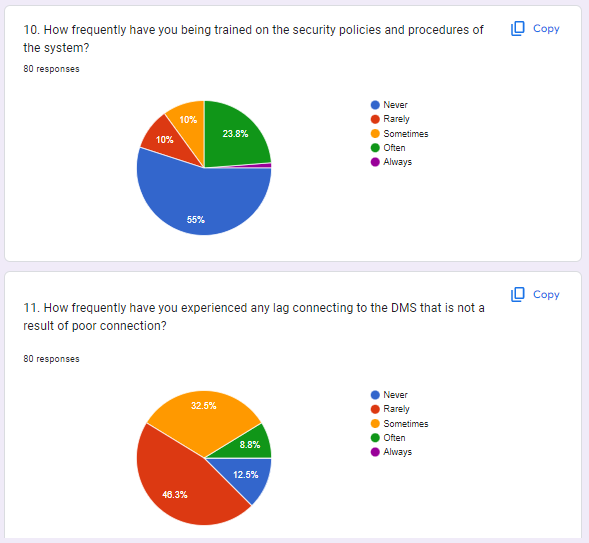 10. How frequently have you being trained on the security policies and procedures of
the system?
Copy
80 responses
Never
Rarely
Sometimes
Often
Always
10%
10%
23.8%
55%
11. How frequently have you experienced any lag connecting to the DMS that is not a
result of poor connection?
Copy
80 responses
Never
Rarely
Sometimes
Often
Always
32.5%
8.8%
12.5%
46.3%